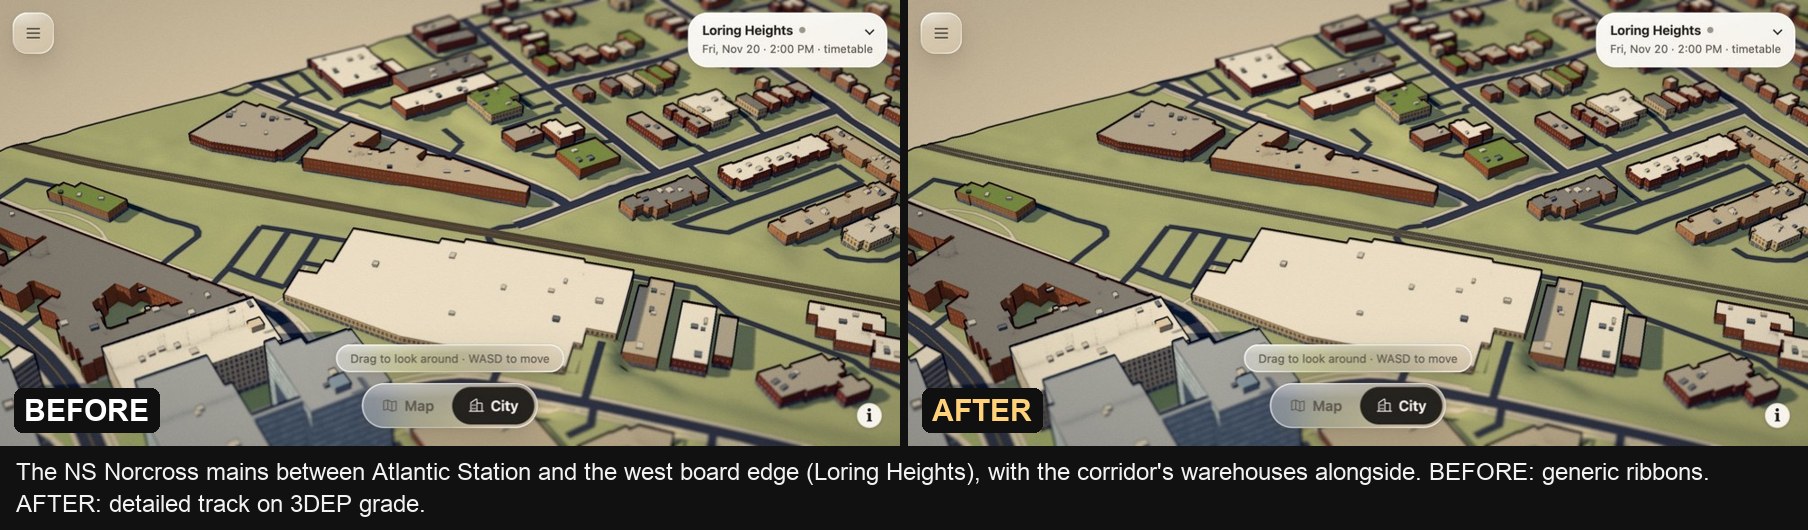 Loring Heights
Fri, Nov 20 · 2:00 PM · timetable
Drag to look around · WASD to move
Map
City
i
BEFORE
Loring Heights
Fri, Nov 20 · 2:00 PM · timetable
Drag to look around · WASD to move
Map
City
i
AFTER
The NS Norcross mains between Atlantic Station and the west board edge (Loring Heights), with the corridor's warehouses alongside. BEFORE: generic ribbons.
AFTER: detailed track on 3DEP grade.